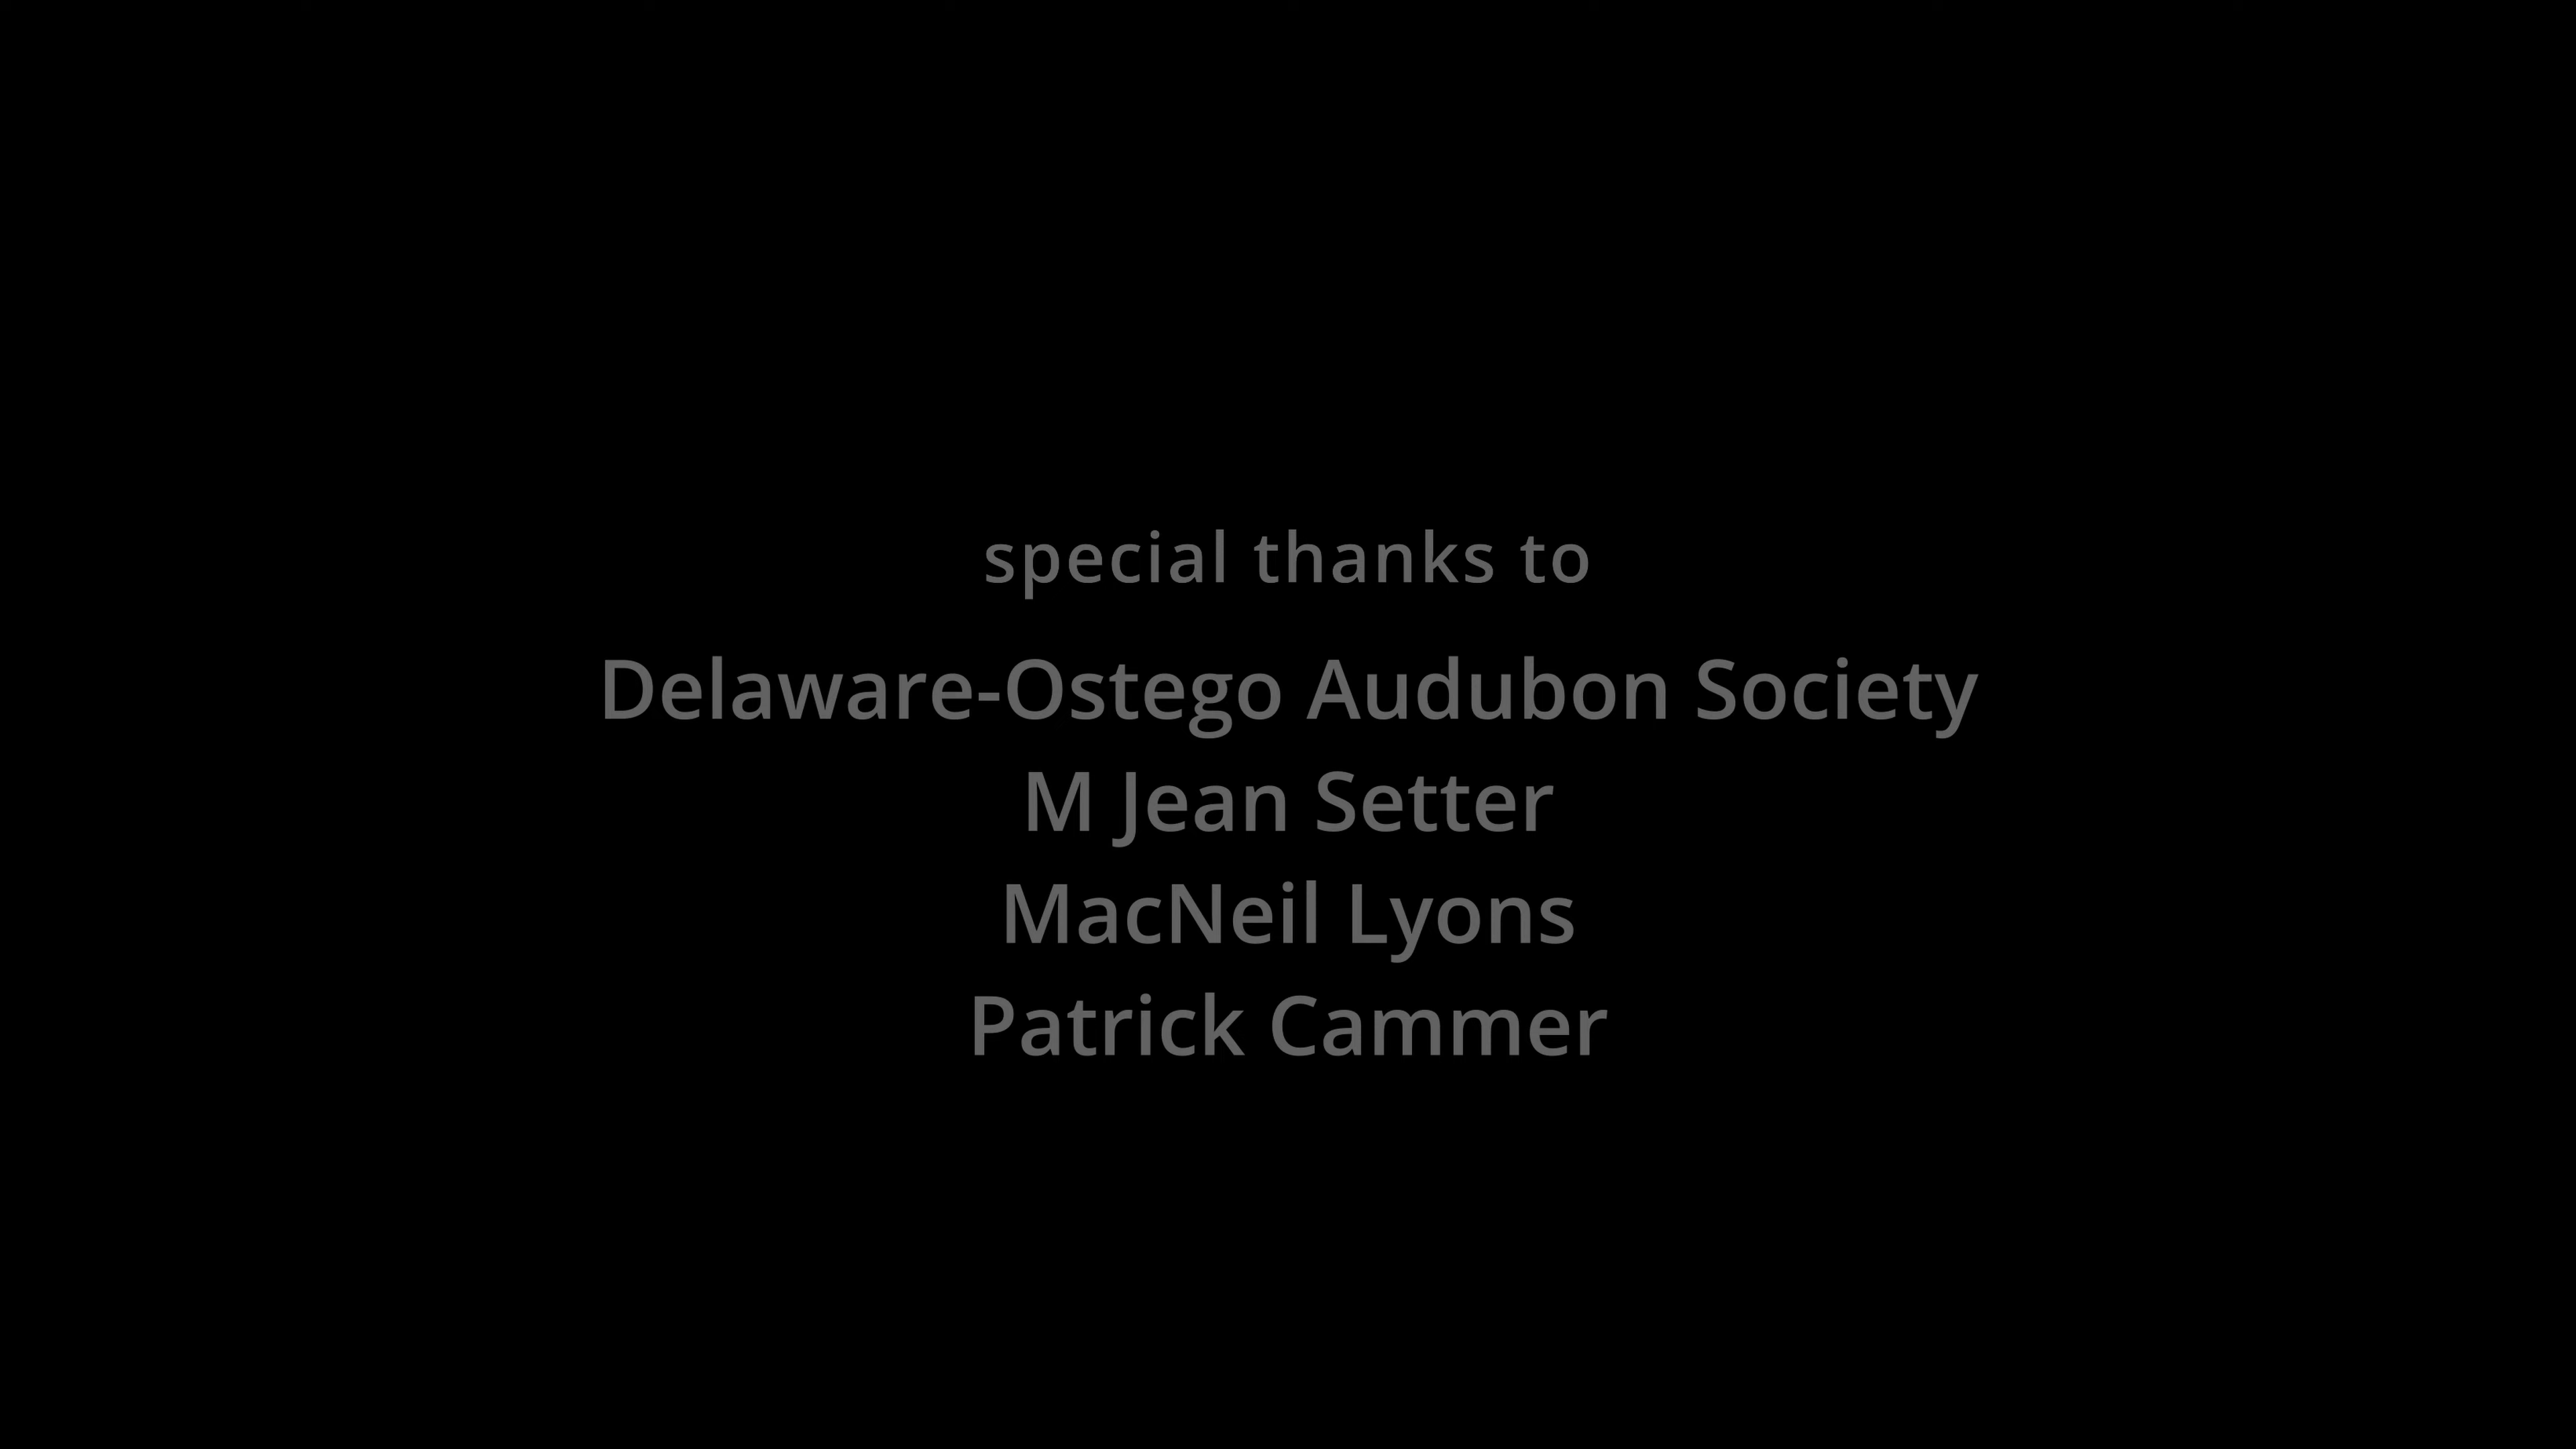 special thanks to
Delaware-Ostego Audubon Society
M Jean Setter
MacNeil Lyons
Patrick Cammer